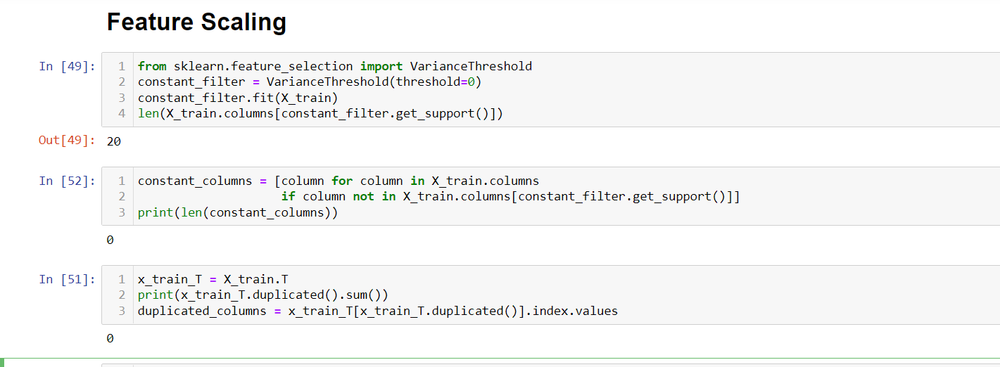 Feature Scaling
In [49]:
1 from sklearn.feature_selection import VarianceThreshold
2 constant_filter = VarianceThreshold(threshold=0)
3 constant_filter.fit(X_train)
4 len(X_train.columns[constant_filter.get_support()])
Out[49]: 20
In [52]:
1 constant_columns = [column for column in X_train.columns
2                     if column not in X_train.columns[constant_filter.get_support()]]
3 print(len(constant_columns))
0
In [51]:
1 x_train_T = X_train.T
2 print(x_train_T.duplicated().sum())
3 duplicated_columns = x_train_T[x_train_T.duplicated()].index.values
0